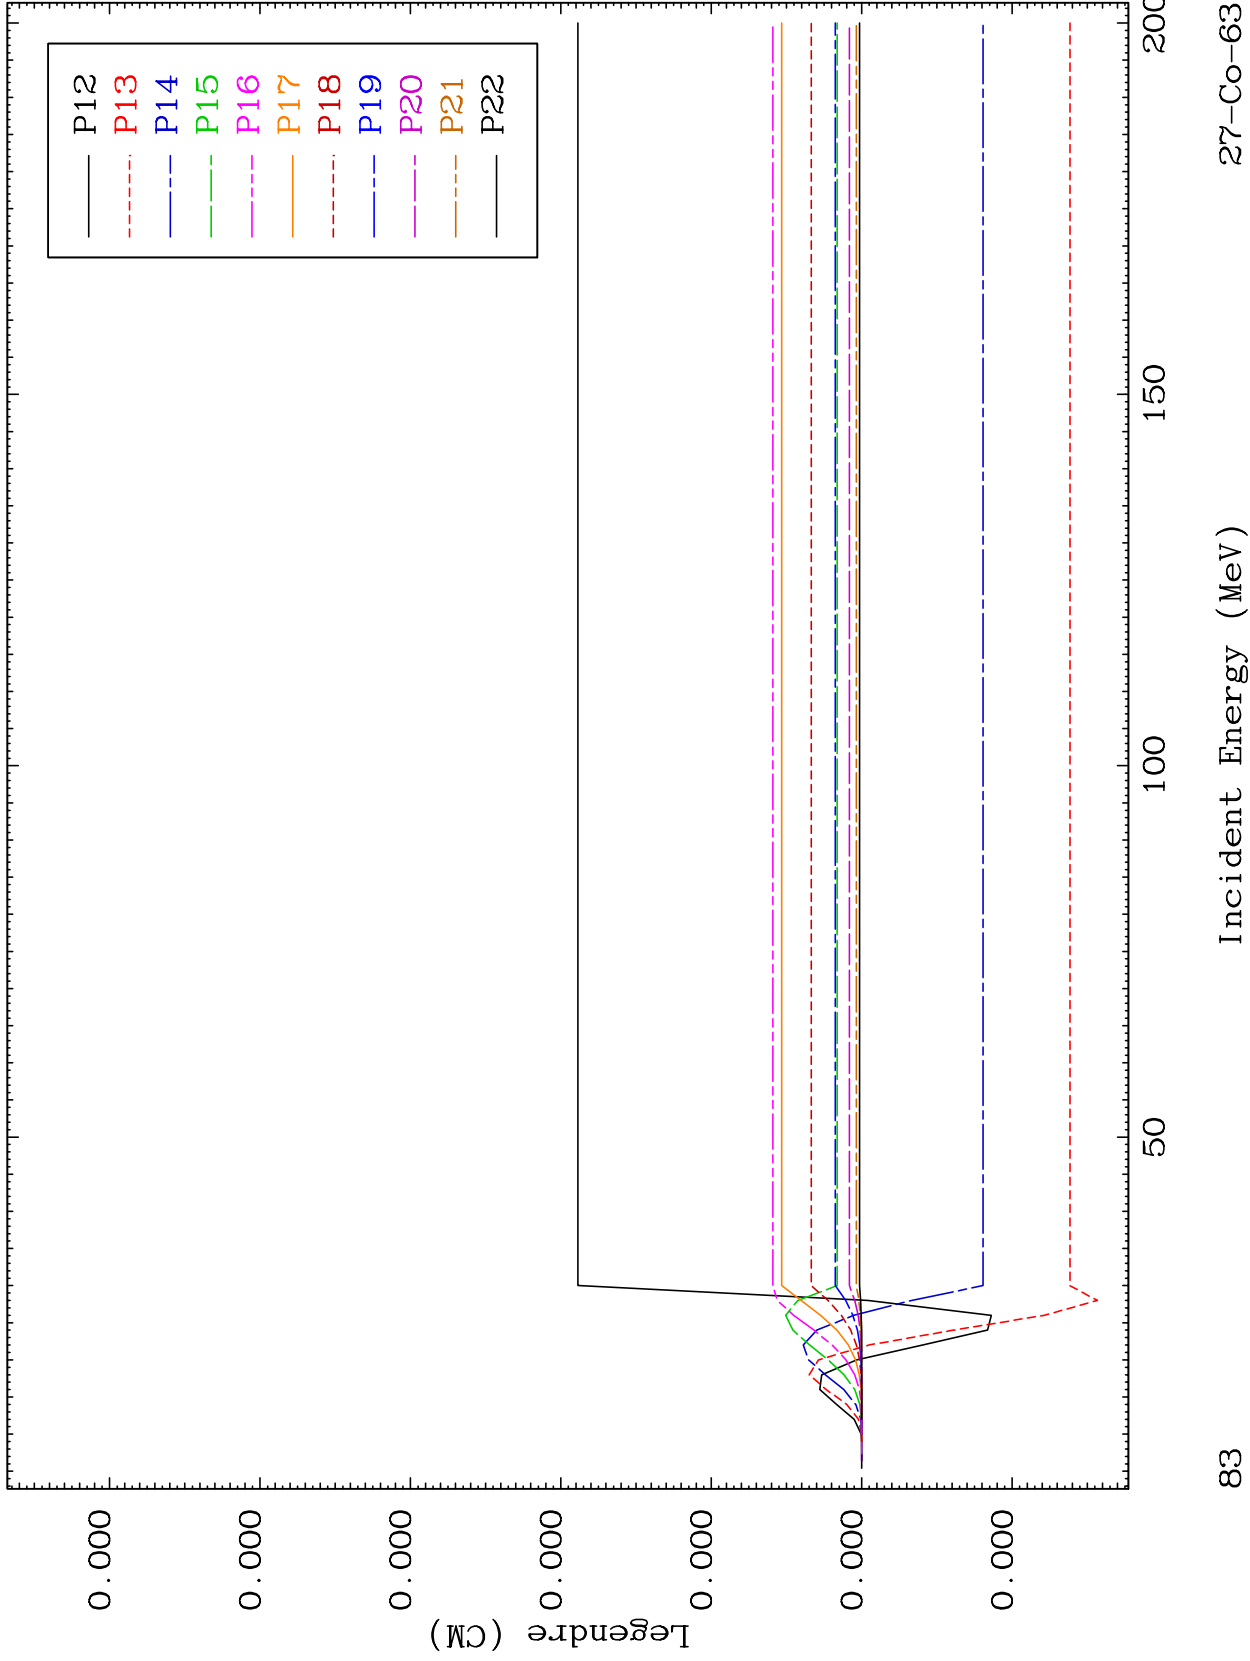 P12
P13
P14
P15
P16
P17
P18
P19
P20
P21
P22
Legendre (CM)
0.000
0.000
0.000
0.000
0.000
0.000
0.000
50
100
150
200
Incident Energy (MeV)
83
27-Co-63